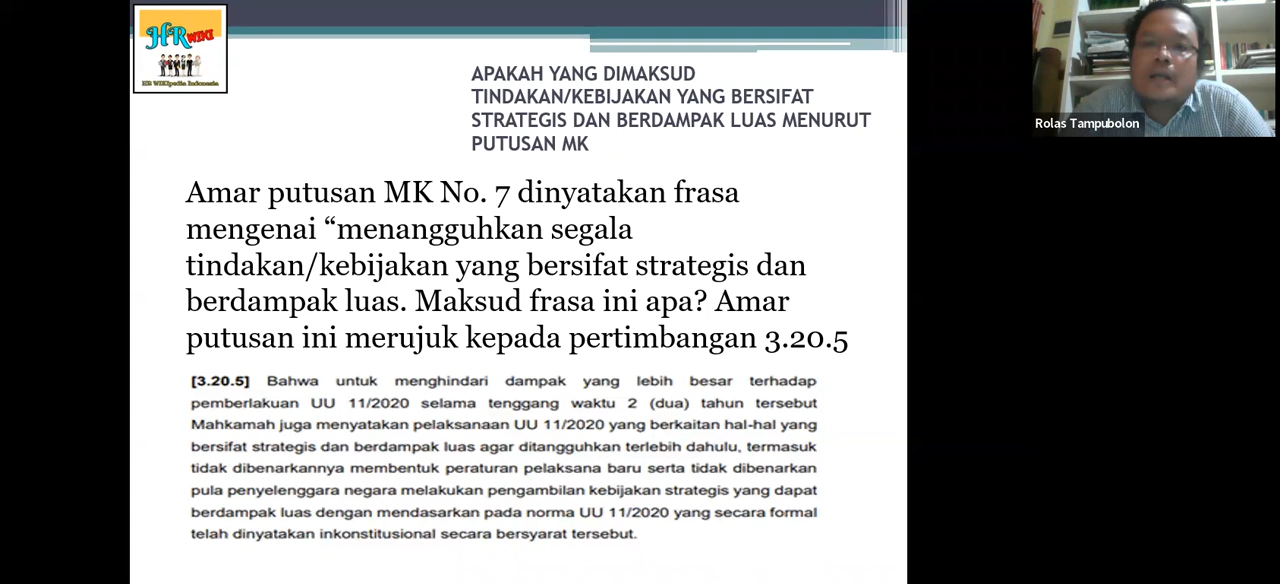 HR WIKI
HR WIKIpedia Indonesia
APAKAH YANG DIMAKSUD
TINDAKAN/KEBIJAKAN YANG BERSIFAT
STRATEGIS DAN BERDAMPAK LUAS MENURUT
PUTUSAN MK
Rolas Tampubolon
Amar putusan MK No. 7 dinyatakan frasa
mengenai “menangguhkan segala
tindakan/kebijakan yang bersifat strategis dan
berdampak luas. Maksud frasa ini apa? Amar
putusan ini merujuk kepada pertimbangan 3.20.5
[3.20.5] Bahwa untuk menghindari dampak yang lebih besar terhadap
pemberlakuan UU 11/2020 selama tenggang waktu 2 (dua) tahun tersebut
Mahkamah juga menyatakan pelaksanaan UU 11/2020 yang berkaitan hal-hal yang
bersifat strategis dan berdampak luas agar ditangguhkan terlebih dahulu, termasuk
tidak dibenarkannya membentuk peraturan pelaksana baru serta tidak dibenarkan
pula penyelenggara negara melakukan pengambilan kebijakan strategis yang dapat
berdampak luas dengan mendasarkan pada norma UU 11/2020 yang secara formal
telah dinyatakan inkonstitusional secara bersyarat tersebut.